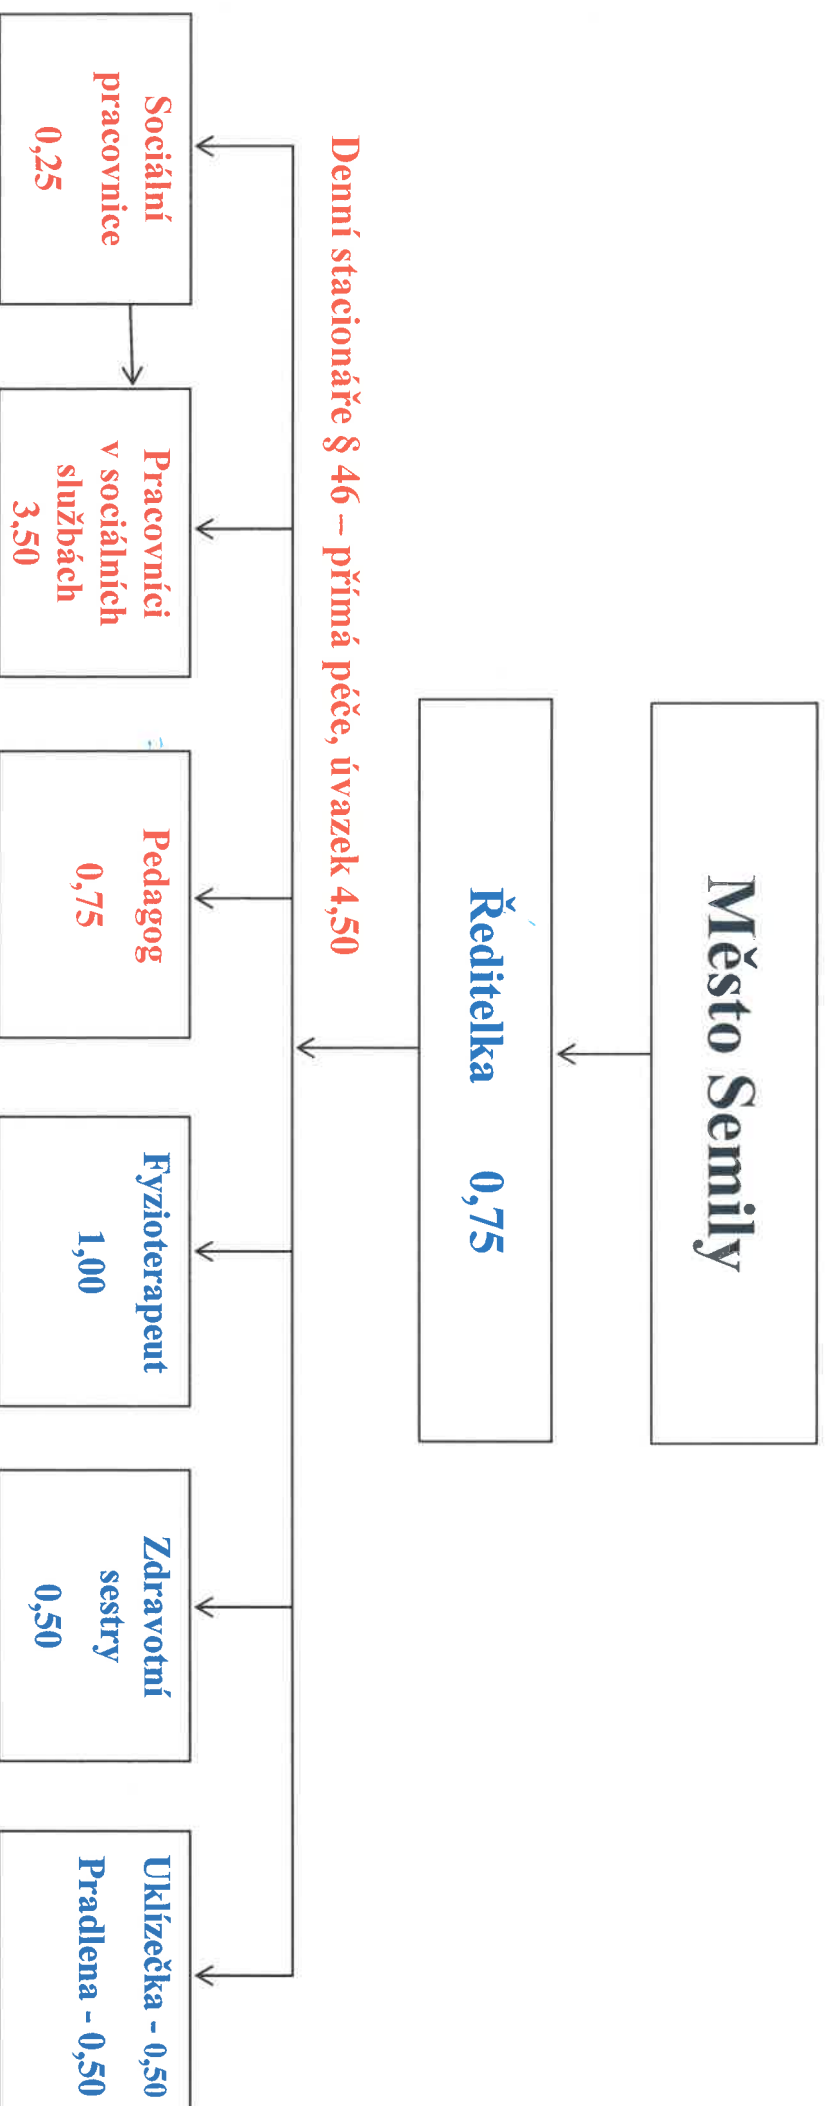 Město Semily
Ředitelka 0,75
Denní stacionáře § 46 – přímá péče, úvazek 4,50
Sociální
pracovnice
0,25
Pracovníci
v sociálních
službách
3,50
Pedagog
0,75
Fyzioterapeut
1,00
Zdravotní
sestry
0,50
Uklízečka - 0,50
Pradlena - 0,50